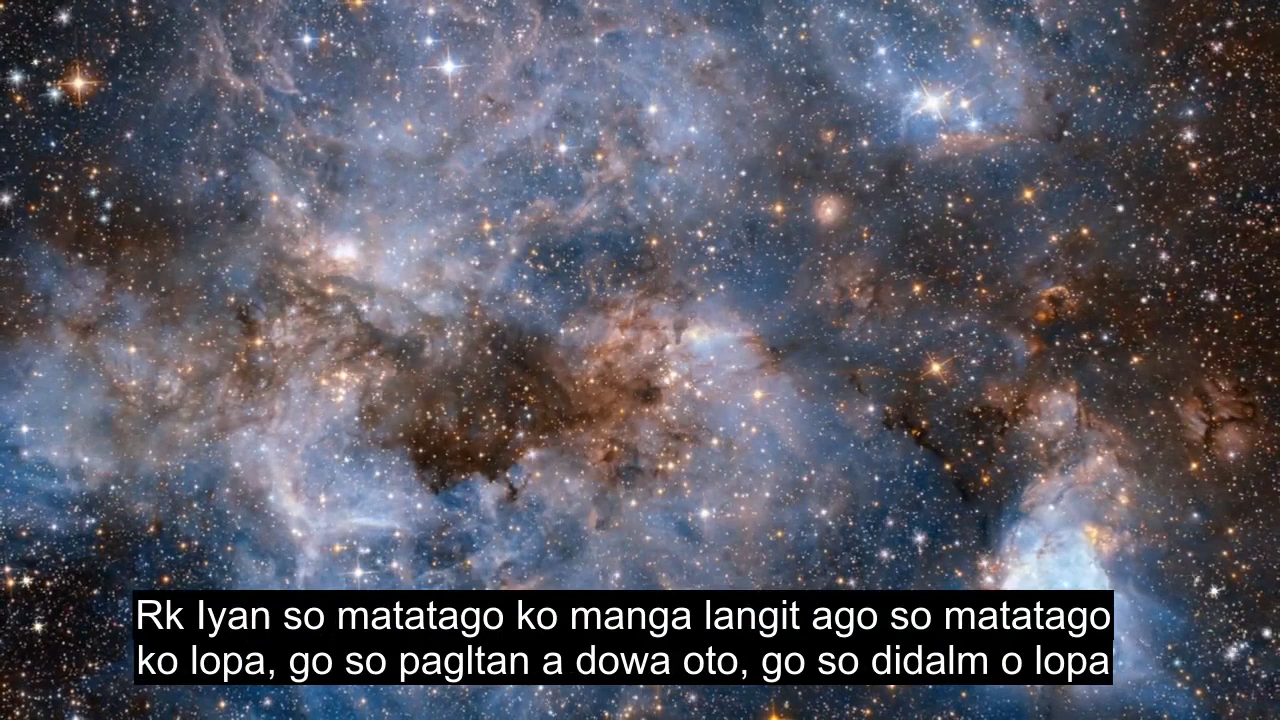 Rk Iyan so matatago ko manga langit ago so matatago
ko lopa, go so pagltan a dowa oto, go so didalm o lopa